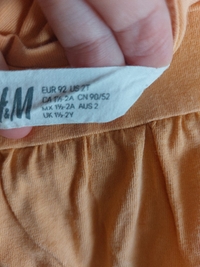 H&M
EUR 92 US 2Y
CA 1½-2A CN 90/52
MX 1½-2A AUS 2
UK 1½-2Y